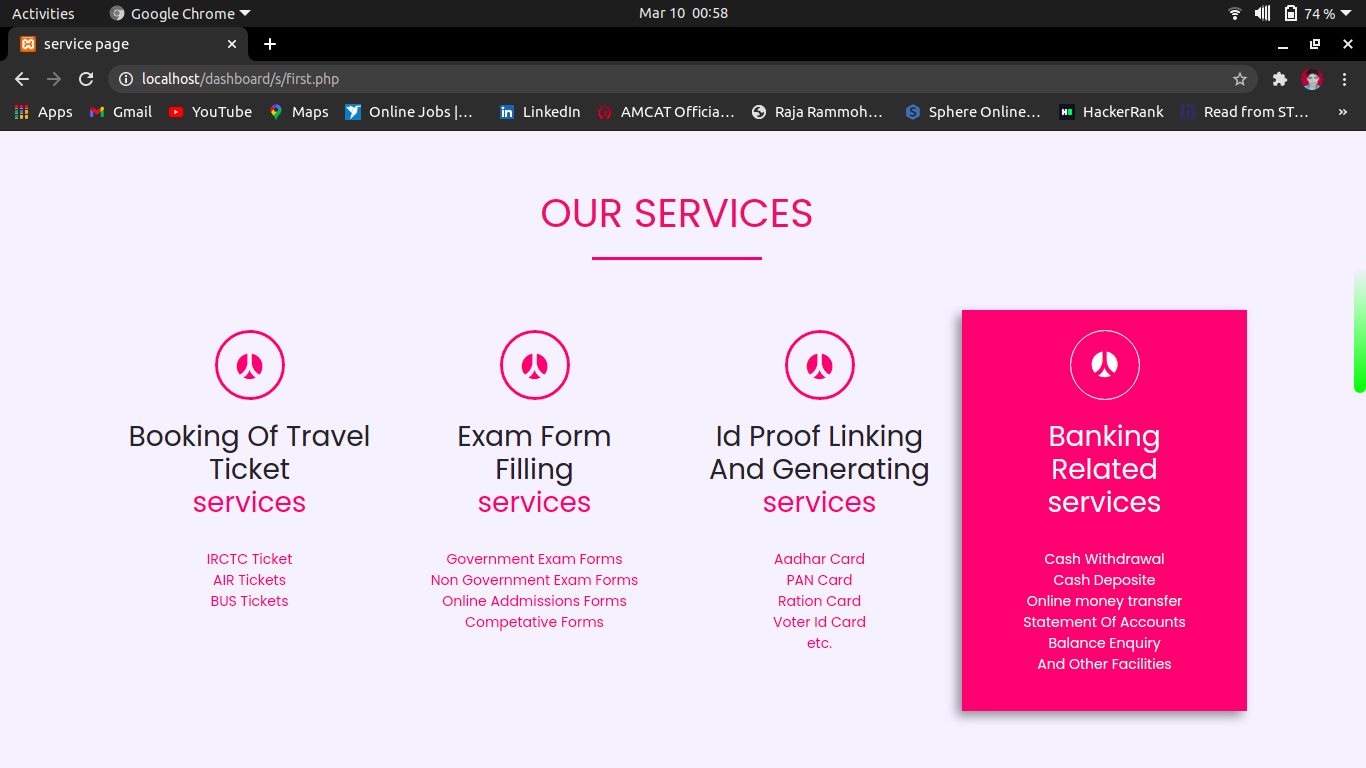 Activities
Google Chrome
Mar 10 00:58
74 %
service page
localhost/dashboard/s/first.php
Apps
Gmail
YouTube
Maps
Online Jobs |...
LinkedIn
AMCAT Officia...
Raja Rammoh...
Sphere Online...
HackerRank
Read from ST...
»
OUR SERVICES
Booking Of Travel
Ticket
services
IRCTC Ticket
AIR Tickets
BUS Tickets
Exam Form
Filling
services
Government Exam Forms
Non Government Exam Forms
Online Addmissions Forms
Competative Forms
Id Proof Linking
And Generating
services
Aadhar Card
PAN Card
Ration Card
Voter Id Card
etc.
Banking
Related
services
Cash Withdrawal
Cash Deposite
Online money transfer
Statement Of Accounts
Balance Enquiry
And Other Facilities